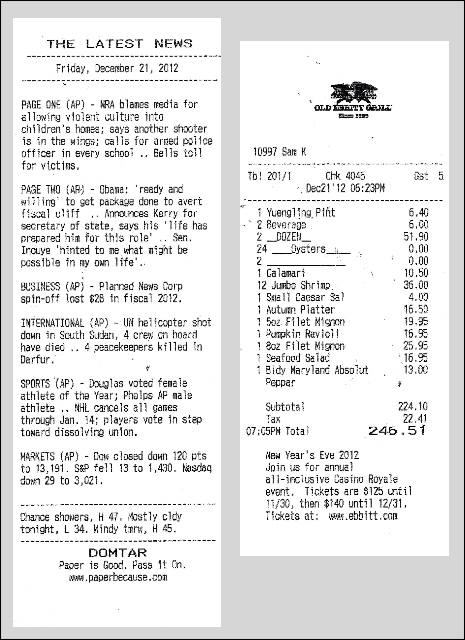 THE LATEST NEWS
Friday, December 21, 2012
PAGE ONE (AP) - NRA blames media for
allowing violent culture into
children's homes; says another shooter
is in the wings; calls for armed police
officer in every school .. Bells toll
for victims.
PAGE TWO (AP) - Obama: 'ready and
willing' to get package done to avert
fiscal cliff .. Announces Kerry for
secretary of state, says his 'life has
prepared him for this role' .. Sen.
Inouye 'hinted to me what might be
possible in my own life'.
BUSINESS (AP) - Planned News Corp
spin-off lost $2B in fiscal 2012.
INTERNATIONAL (AP) - UN helicopter shot
down in South Sudan, 4 crew on board
have died .. 4 peacekeepers killed in
Darfur.
SPORTS (AP) - Douglas voted female
athlete of the Year; Phelps AP male
athlete .. NHL cancels all games
through Jan. 14; players vote in step
toward dissolving union.
MARKETS (AP) - Dow closed down 120 pts
to 13,191. S&P fell 13 to 1,430. Nasdaq
down 29 to 3,021.
Chance showers, H 47. Mostly cldy
tonight, L 34. Windy tmrw, H 45.
DOMTAR
Paper is Good. Pass It On.
www.paperbecause.com
OLD EBBITT GRILL
Since 1856
10997 Sam K
Tbl 201/1 Chk 4046 Gst 5
Dec21'12 05:23PM
1 Yuengling Pint 6.40
2 Beverage 6.00
2 __DOZEN__ 51.90
24 ____Oysters____ 0.00
2 ____________ 0.00
1 Calamari 10.50
12 Jumbo Shrimp 36.00
1 Small Caesar Sal 4.00
1 Autumn Platter 16.50
1 5oz Filet Mignon 19.95
1 Pumpkin Ravioli 16.95
1 8oz Filet Mignon 25.95
1 Seafood Salad 16.95
1 Bldy Maryland Absolut 13.00
Peppar
Subtotal 224.10
Tax 22.41
07:05PM Total 246.51
New Year's Eve 2012
Join us for annual
all-inclusive Casino Royale
event. Tickets are $125 until
11/30, then $140 until 12/31.
Tickets at: www.ebbitt.com